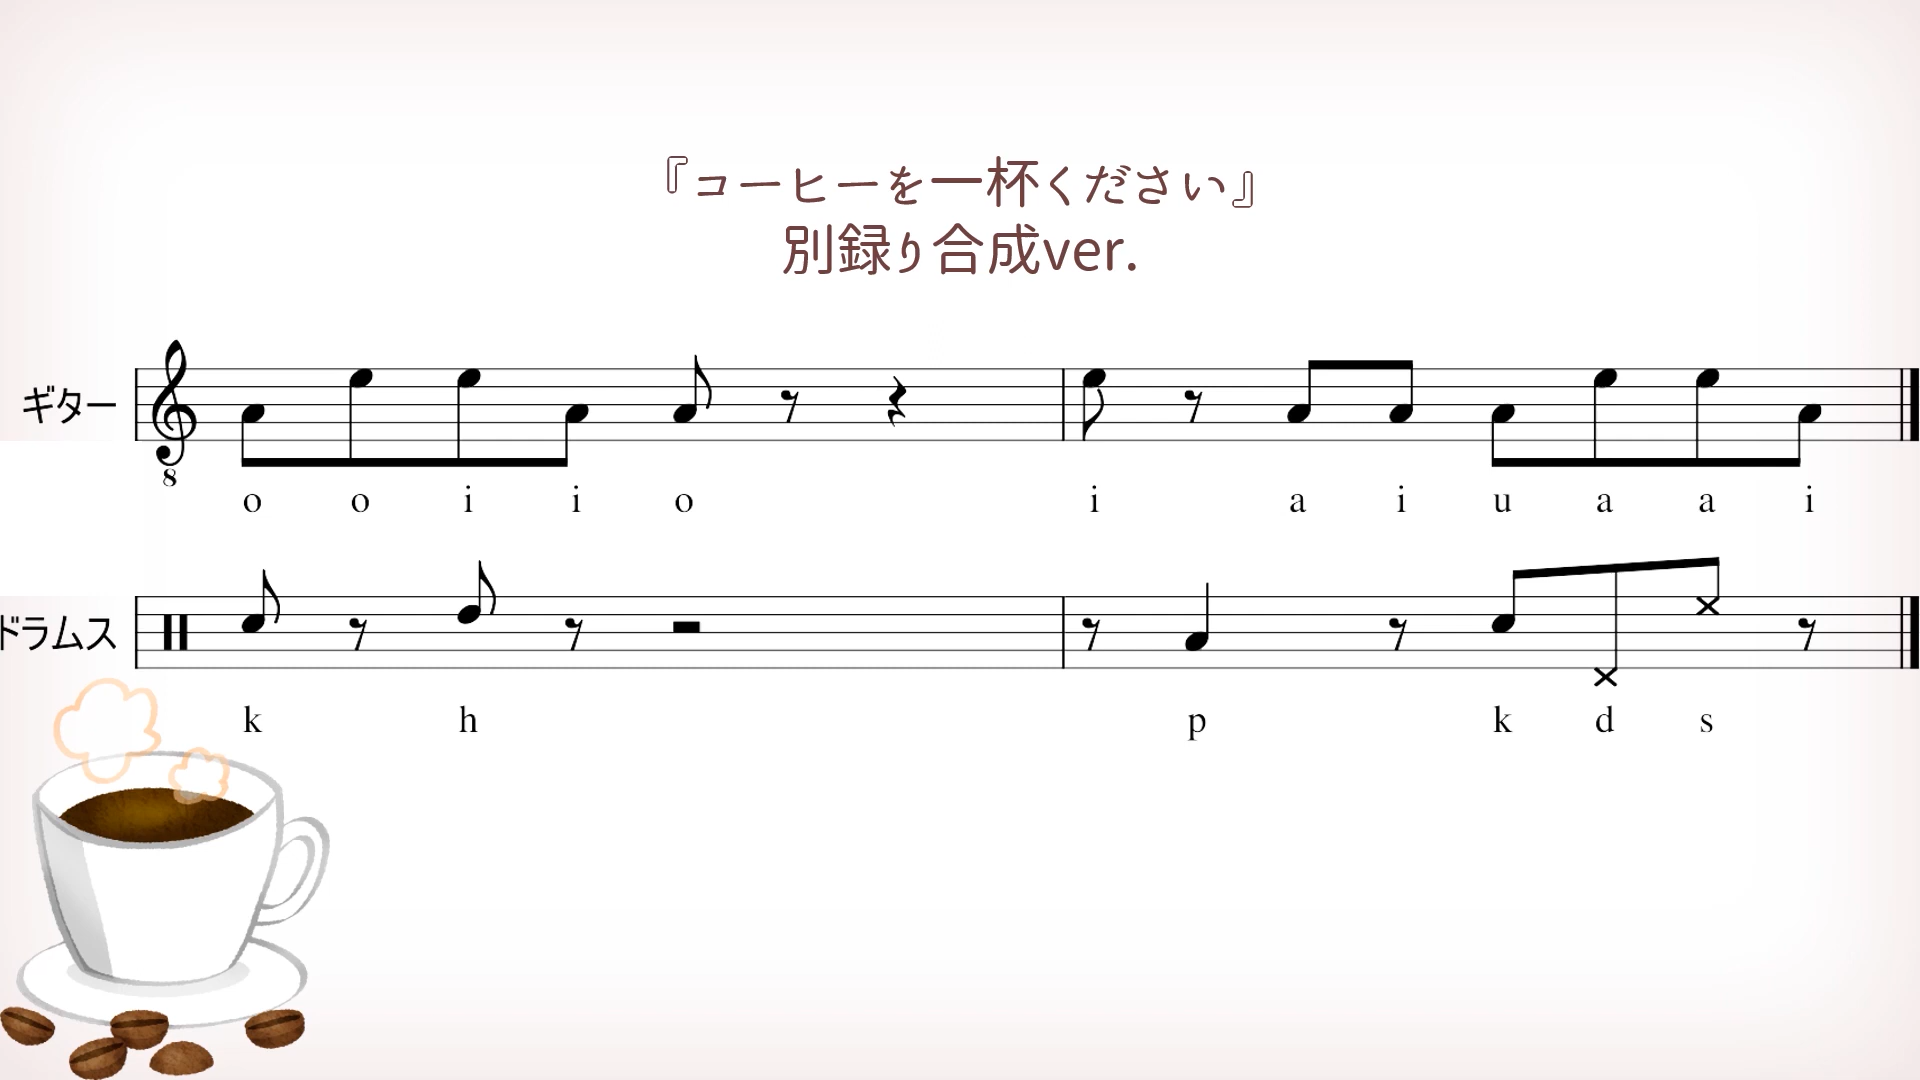 『コーヒーを一杯ください』
別録り合成ver.
ギター
8
o o i i o i a i u a a i
ドラムス
k h p k d s